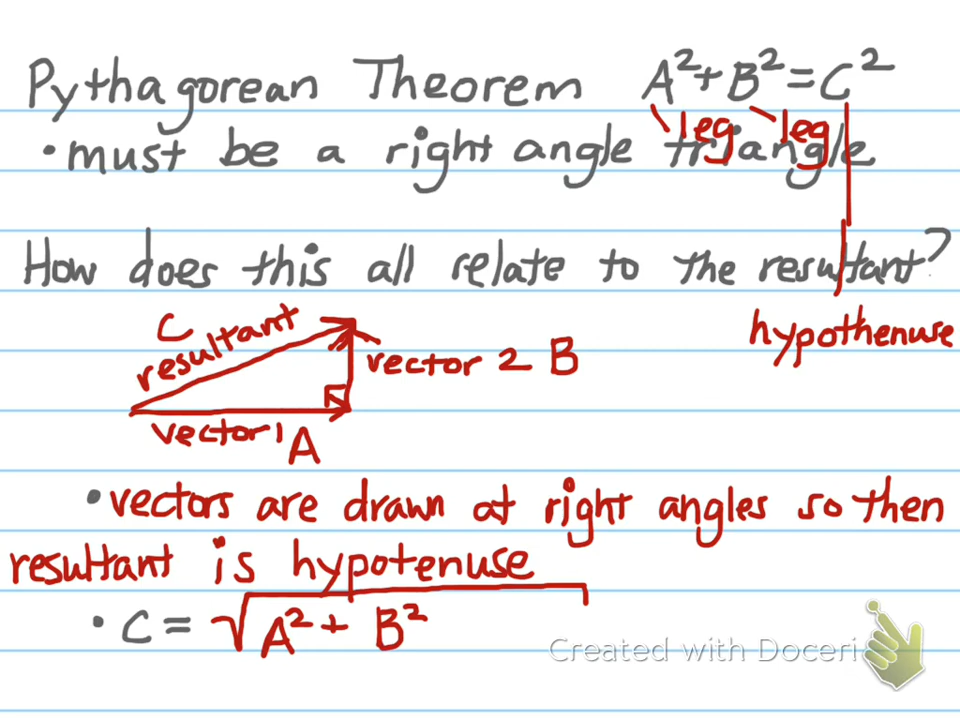 Pythagorean Theorem A²+B²=C²
leg leg
• must be a right angle triangle
How does this all relate to the resultant?
hypothenuse
C
resultant
vector 2 B
vector 1 A
• vectors are drawn at right angles so then
resultant is hypotenuse
• C = √A² + B²
Created with Doceri